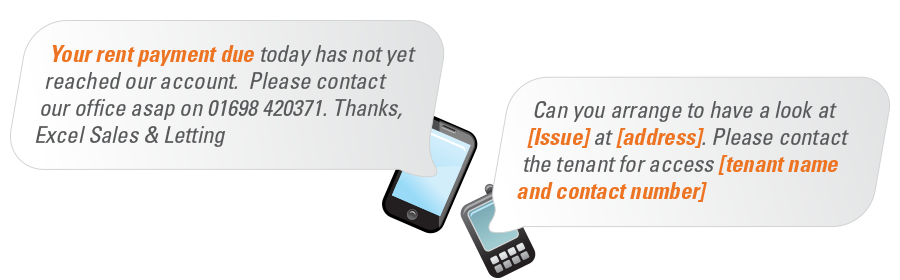 Your rent payment due today has not yet
reached our account.  Please contact
our office asap on 01698 420371. Thanks,
Excel Sales & Letting
Can you arrange to have a look at
[Issue] at [address]. Please contact
the tenant for access [tenant name
and contact number]